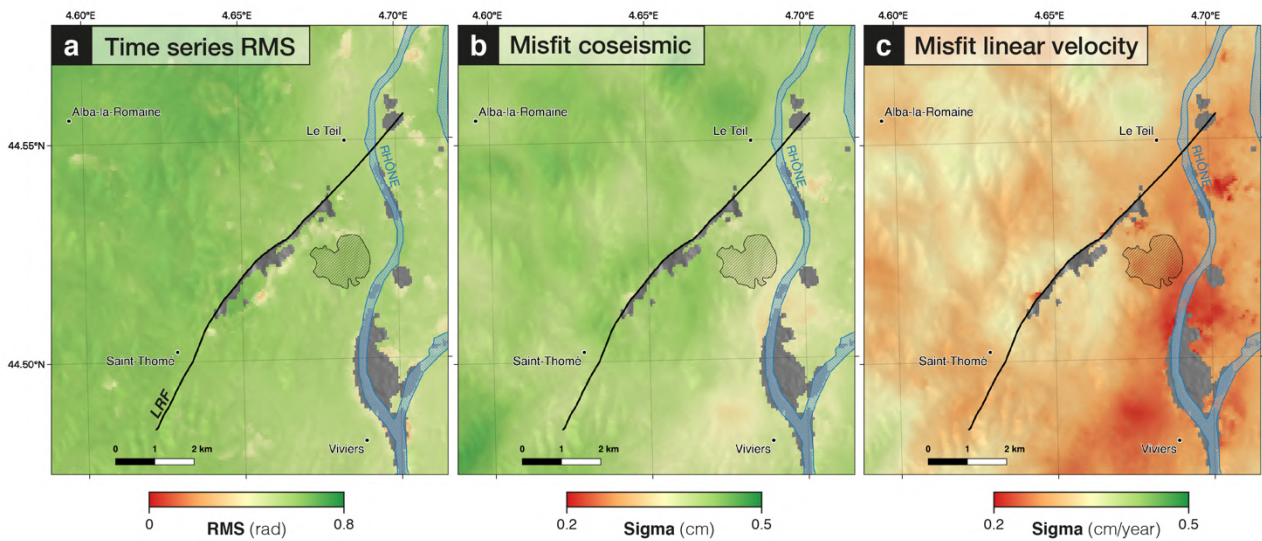 4.60°E 4.65°E 4.70°E 4.60°E 4.65°E 4.70°E 4.60°E 4.65°E 4.70°E
a Time series RMS
b Misfit coseismic
c Misfit linear velocity
44.55°N
44.50°N
Alba-la-Romaine
Le Teil
RHÔNE
Saint-Thomé
LRF
Viviers
0 1 2 km
Alba-la-Romaine
Le Teil
RHÔNE
Saint-Thomé
Viviers
0 1 2 km
Alba-la-Romaine
Le Teil
RHÔNE
Saint-Thomé
Viviers
0 1 2 km
0 RMS (rad) 0.8
0.2 Sigma (cm) 0.5
0.2 Sigma (cm/year) 0.5